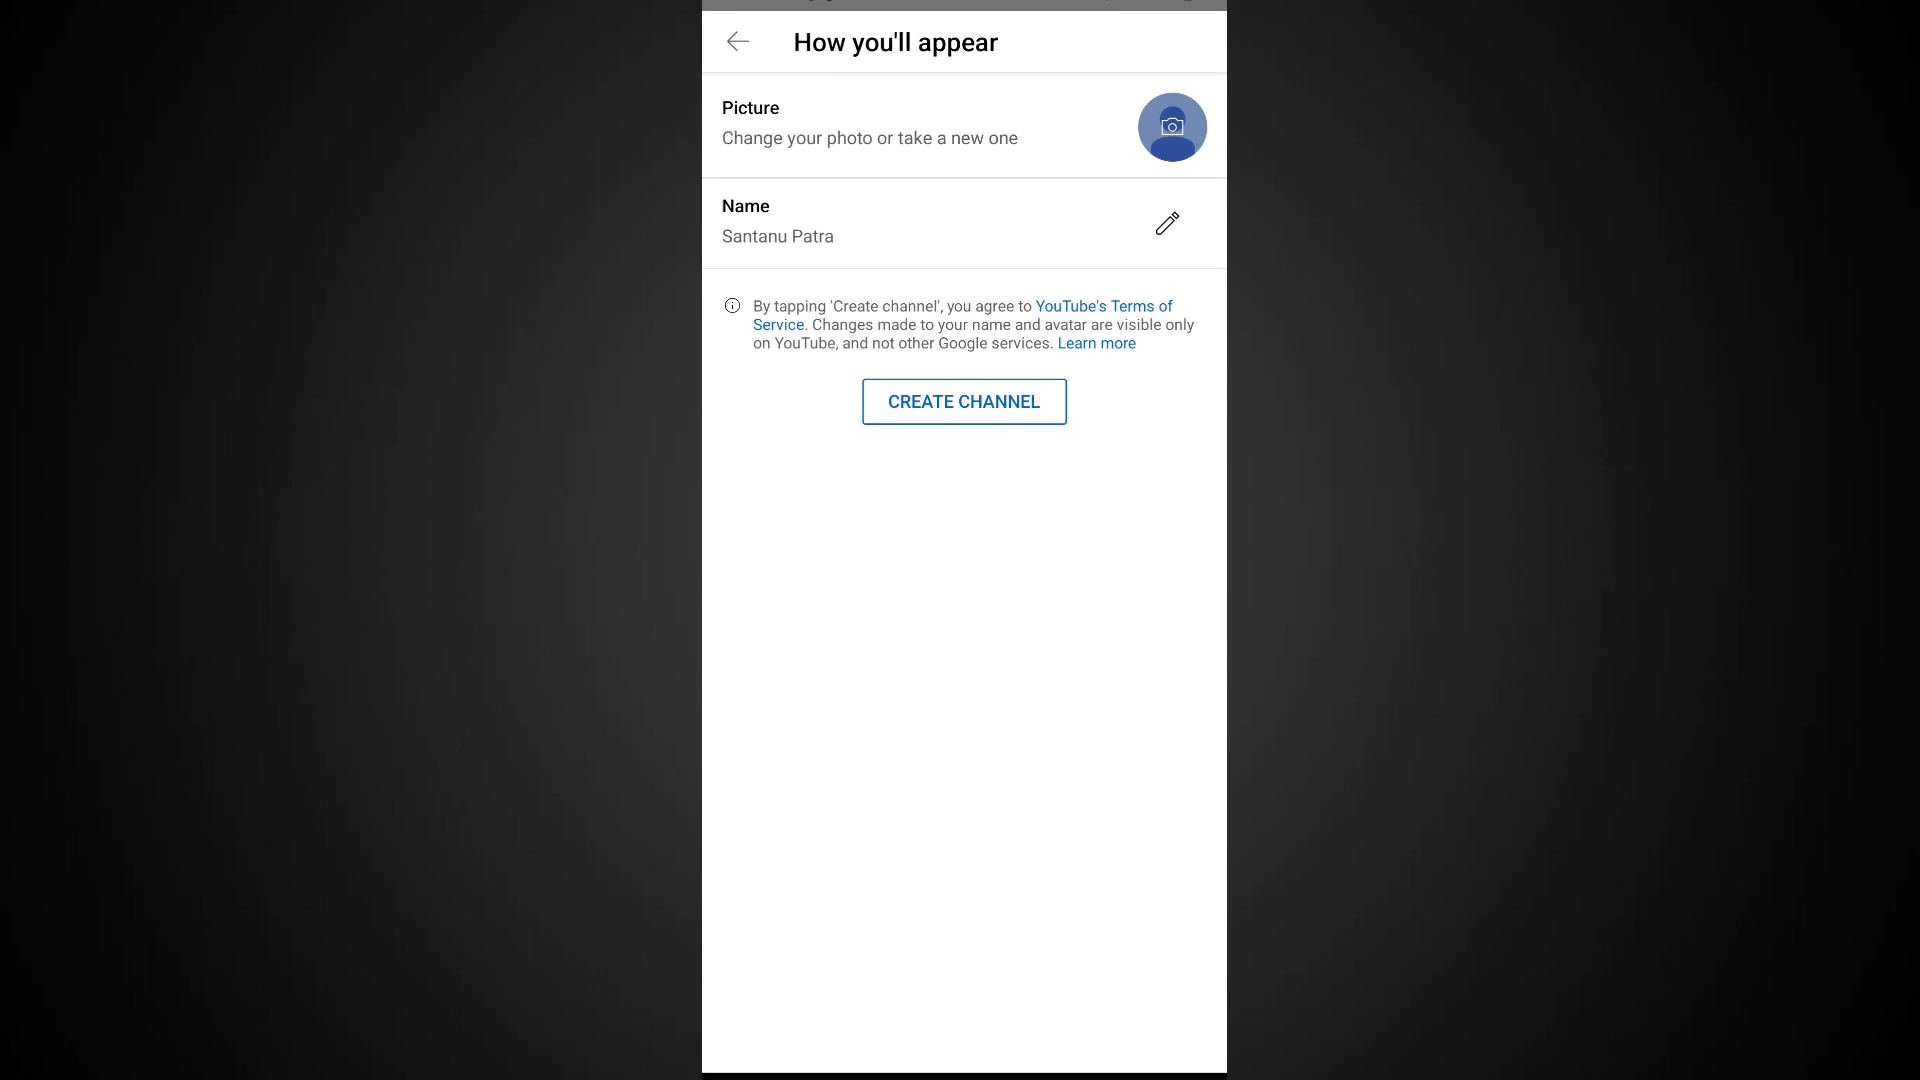 How you'll appear
Picture
Change your photo or take a new one
Name
Santanu Patra
By tapping 'Create channel', you agree to YouTube's Terms of
Service. Changes made to your name and avatar are visible only
on YouTube, and not other Google services. Learn more
CREATE CHANNEL